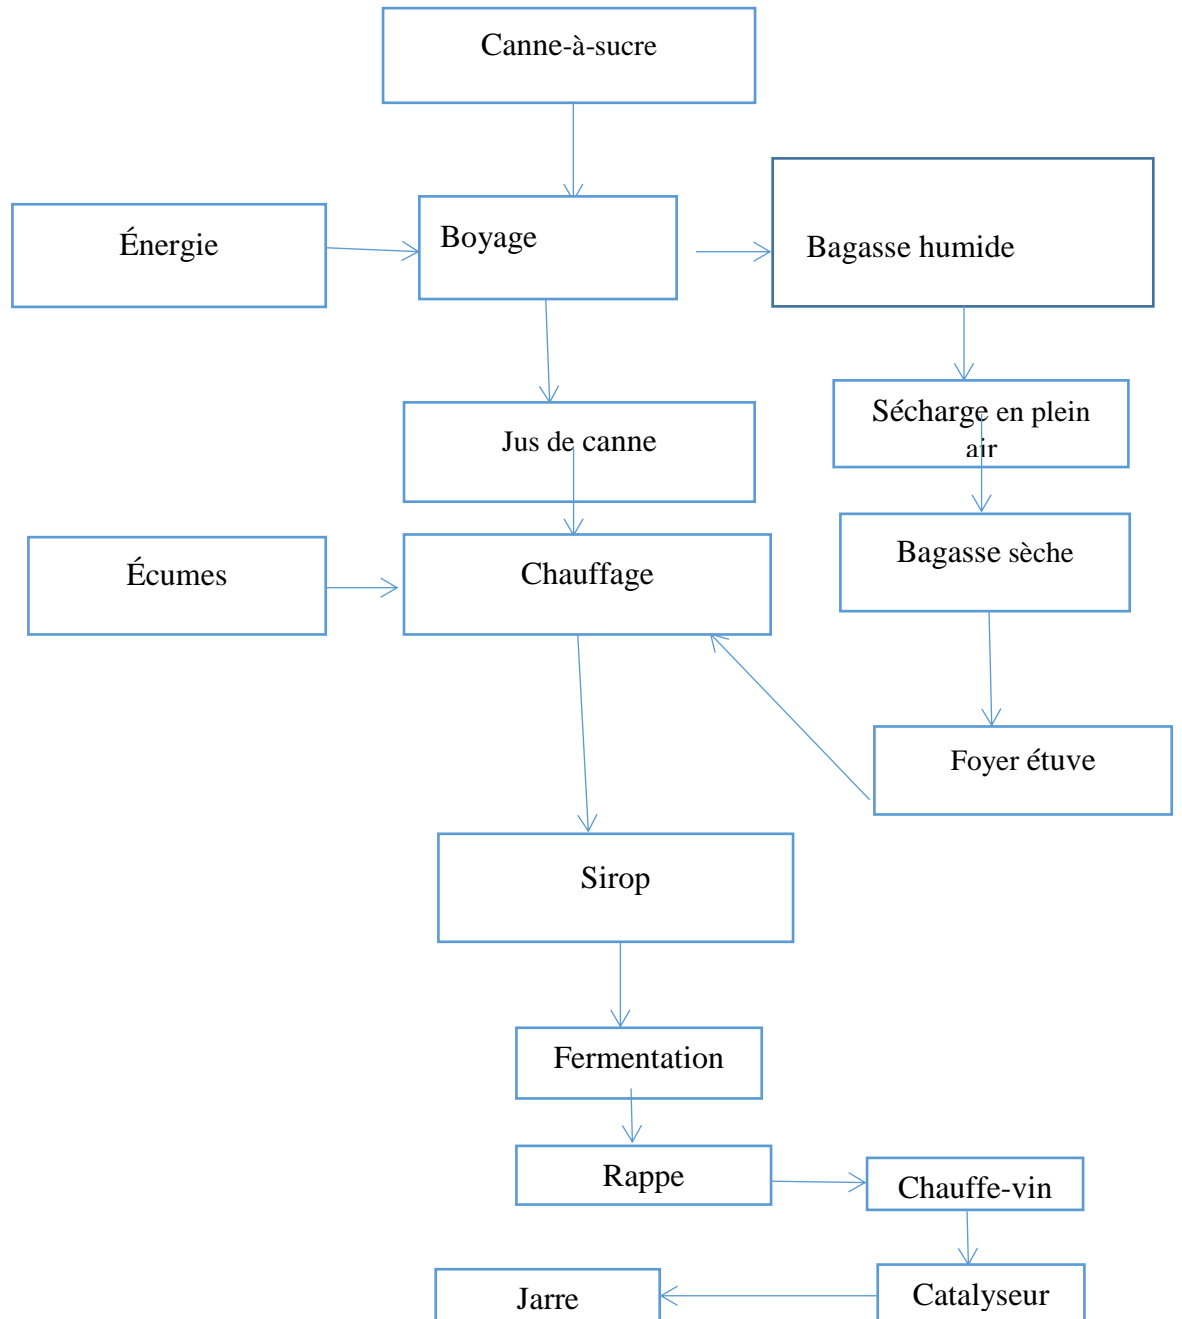 Canne-à-sucre
Énergie
Boyage
Bagasse humide
Sécharge en plein
air
Jus de canne
Écumes
Chauffage
Bagasse sèche
Foyer étuve
Sirop
Fermentation
Rappe
Chauffe-vin
Jarre
Catalyseur